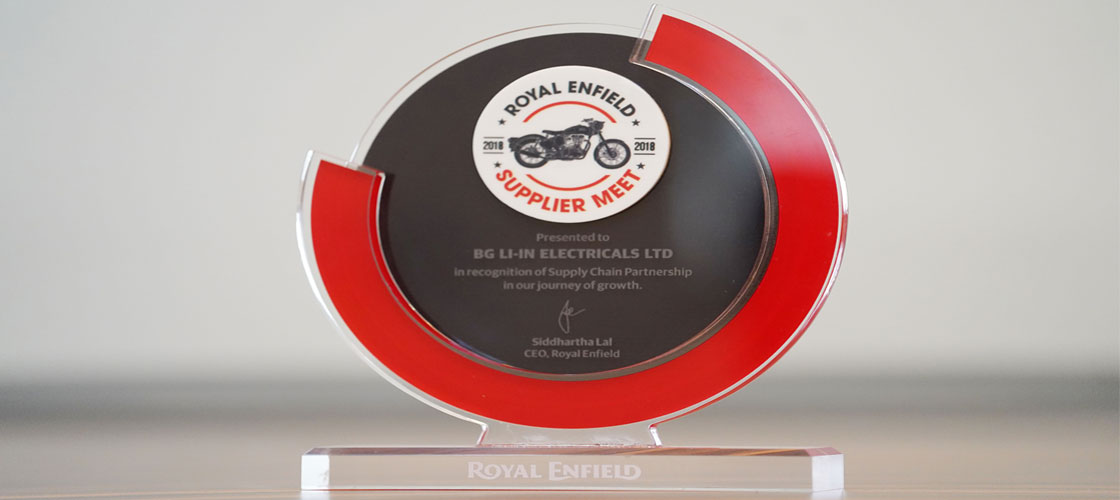 ROYAL ENFIELD
2018 2018
SUPPLIER MEET
Presented to
BG LI-IN ELECTRICALS LTD
in recognition of Supply Chain Partnership
in our journey of growth.
Siddhartha Lal
CEO, Royal Enfield
ROYAL ENFIELD